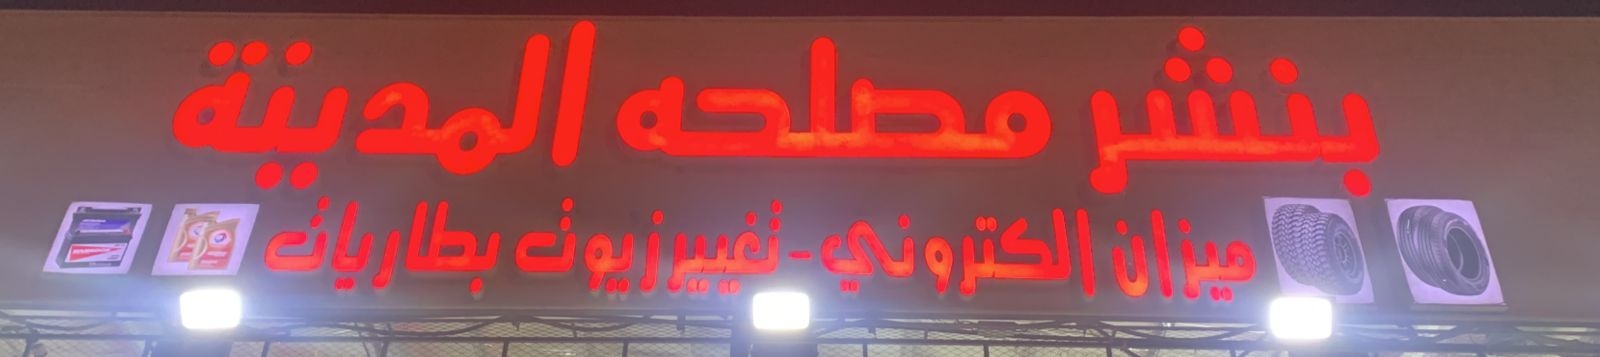 بنشر مصلحه المدينة
ميزان الكتروني - تغيير زيوت بطاريات